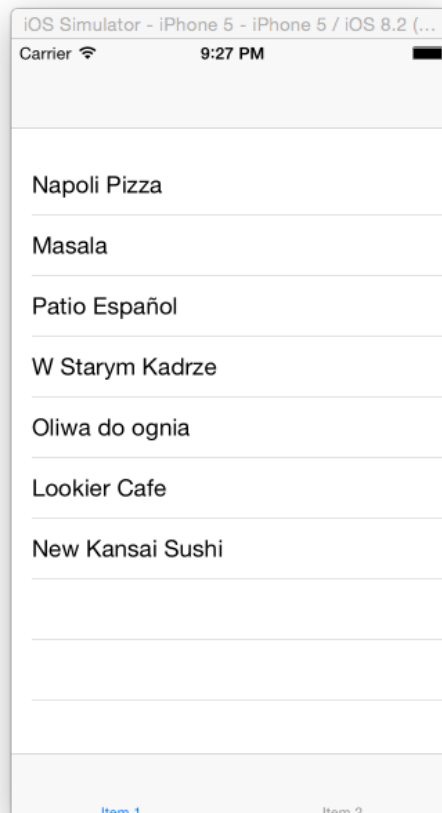 iOS Simulator - iPhone 5 - iPhone 5 / iOS 8.2 (...
Carrier 9:27 PM
Napoli Pizza
Masala
Patio Español
W Starym Kadrze
Oliwa do ognia
Lookier Cafe
New Kansai Sushi
Item 1 Item 2